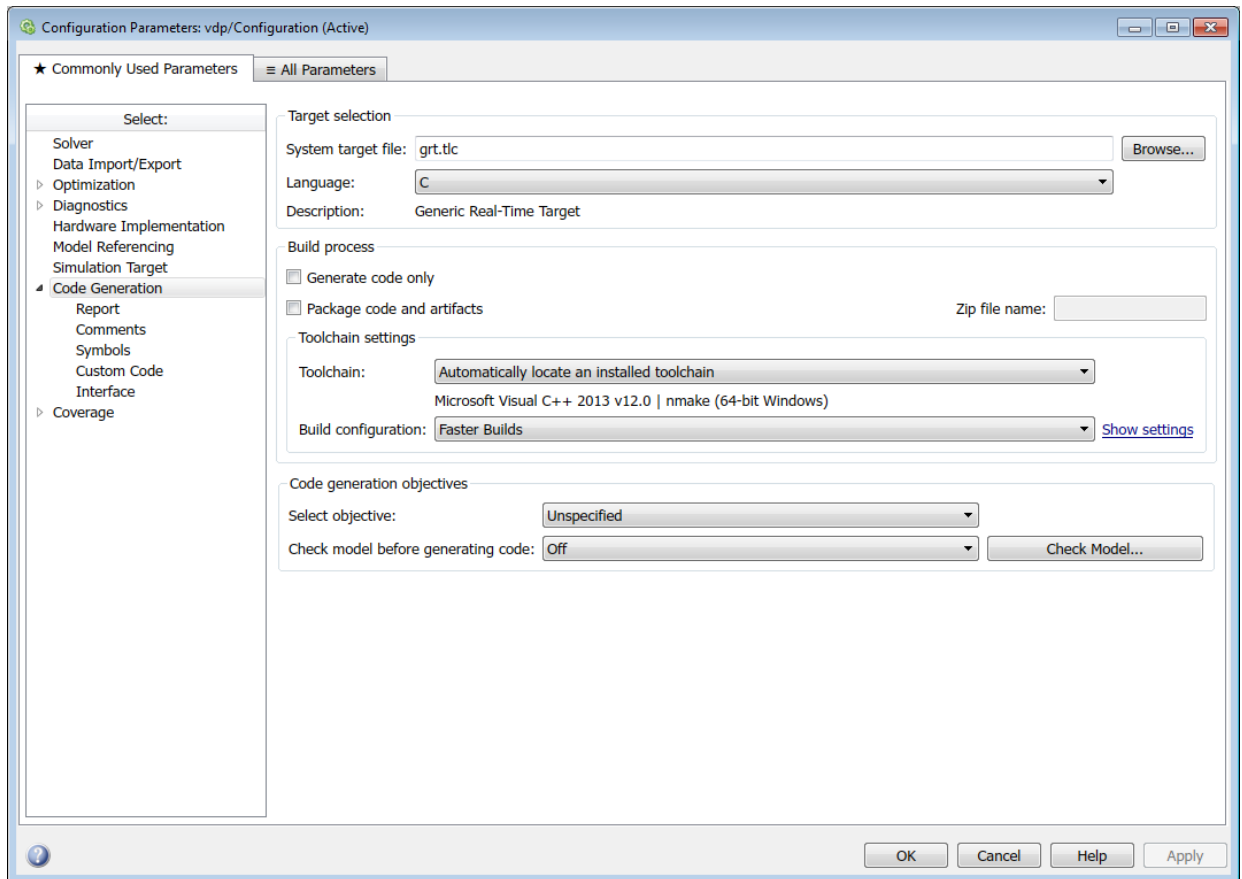 Configuration Parameters: vdp/Configuration (Active)
★ Commonly Used Parameters
≡ All Parameters
Select:
Solver
Data Import/Export
Optimization
Diagnostics
Hardware Implementation
Model Referencing
Simulation Target
Code Generation
Report
Comments
Symbols
Custom Code
Interface
Coverage
Target selection
System target file: grt.tlc Browse...
Language: C
Description: Generic Real-Time Target
Build process
Generate code only
Package code and artifacts Zip file name:
Toolchain settings
Toolchain: Automatically locate an installed toolchain
Microsoft Visual C++ 2013 v12.0 | nmake (64-bit Windows)
Build configuration: Faster Builds Show settings
Code generation objectives
Select objective: Unspecified
Check model before generating code: Off Check Model...
? OK Cancel Help Apply